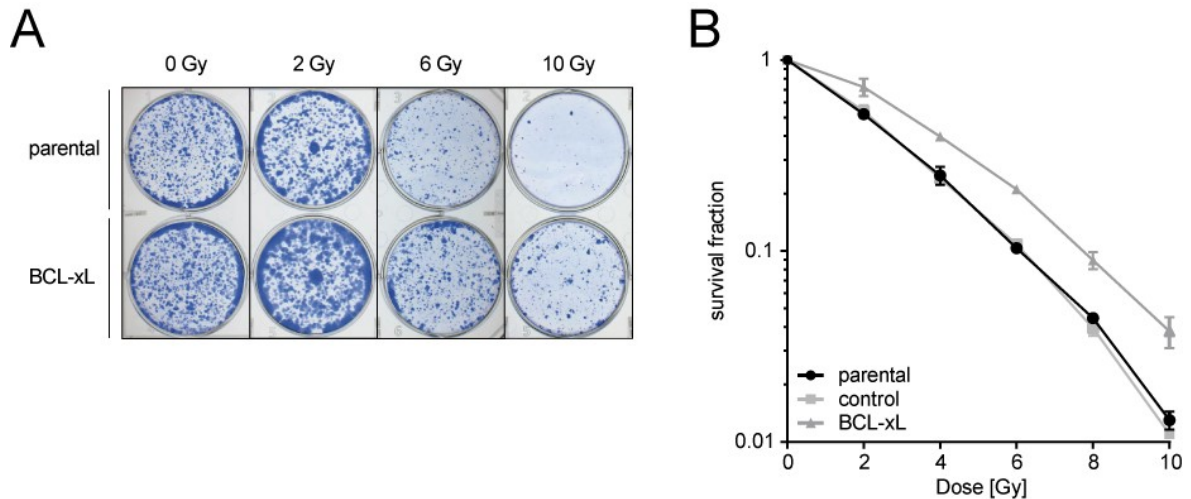 A
0 Gy 2 Gy 6 Gy 10 Gy
parental
BCL-xL
B
survival fraction
1
0.1
0.01
parental
control
BCL-xL
0 2 4 6 8 10
Dose [Gy]